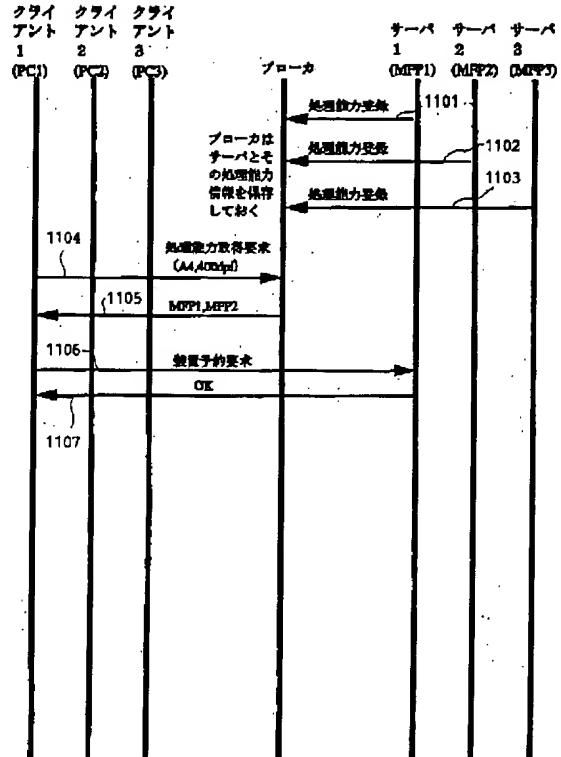 クライ
アント
1
(PC1)
クライ
アント
2
(PC2)
クライ
アント
3
(PC3)
ブローカ
サーバ
1
(MFP1)
サーバ
2
(MFP2)
サーバ
3
(MFP3)
処理能力登録
1101
ブローカは
サーバとそ
の処理能力
情報を保存
しておく
処理能力登録
1102
処理能力登録
1103
1104
処理能力取得要求
(A4,400dpi)
1105
MFP1,MFP2
1106
装置予約要求
OK
1107